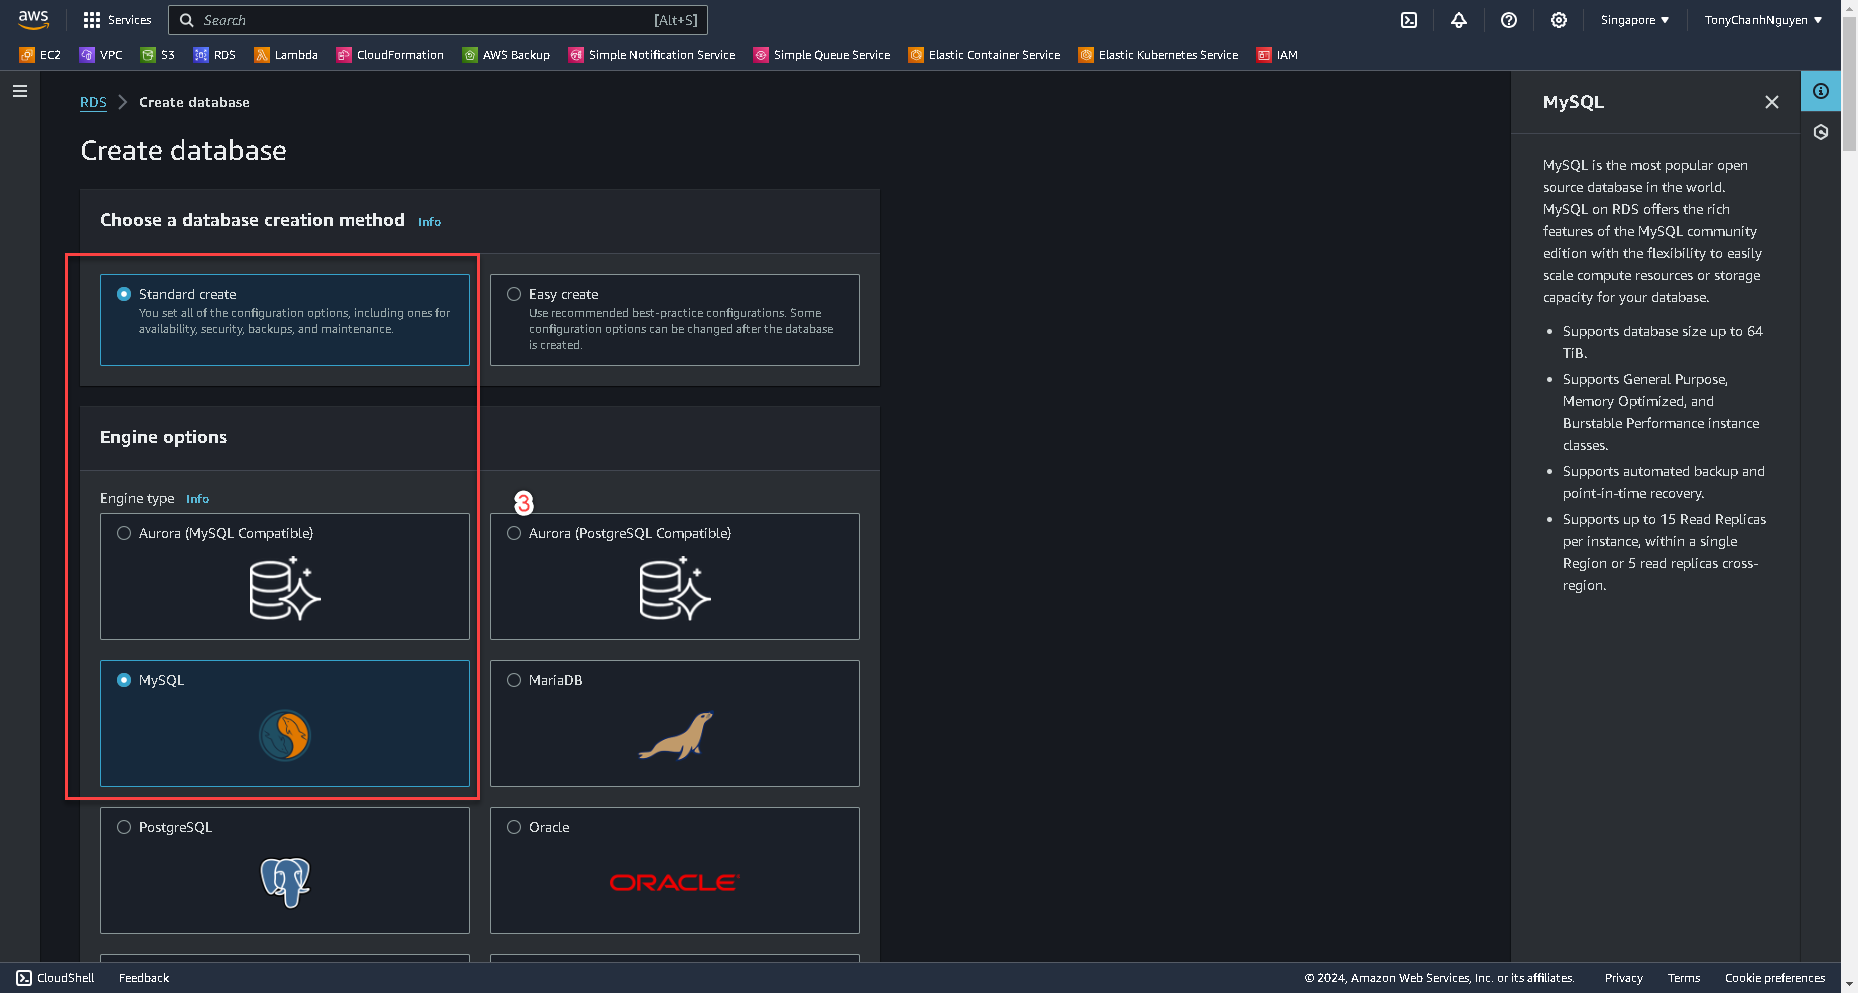 aws
Services
Search
[Alt+S]
Singapore ▼
TonyChanhNguyen ▼
EC2
VPC
S3
RDS
Lambda
CloudFormation
AWS Backup
Simple Notification Service
Simple Queue Service
Elastic Container Service
Elastic Kubernetes Service
IAM
RDS > Create database
Create database
Choose a database creation method Info
Standard create
You set all of the configuration options, including ones for
availability, security, backups, and maintenance.
Easy create
Use recommended best-practice configurations. Some
configuration options can be changed after the database
is created.
Engine options
Engine type Info
3
Aurora (MySQL Compatible)
Aurora (PostgreSQL Compatible)
MySQL
MariaDB
PostgreSQL
Oracle
ORACLE
MySQL
MySQL is the most popular open
source database in the world.
MySQL on RDS offers the rich
features of the MySQL community
edition with the flexibility to easily
scale compute resources or storage
capacity for your database.
• Supports database size up to 64
TiB.
• Supports General Purpose,
Memory Optimized, and
Burstable Performance instance
classes.
• Supports automated backup and
point-in-time recovery.
• Supports up to 15 Read Replicas
per instance, within a single
Region or 5 read replicas cross-
region.
CloudShell
Feedback
© 2024, Amazon Web Services, Inc. or its affiliates.
Privacy
Terms
Cookie preferences